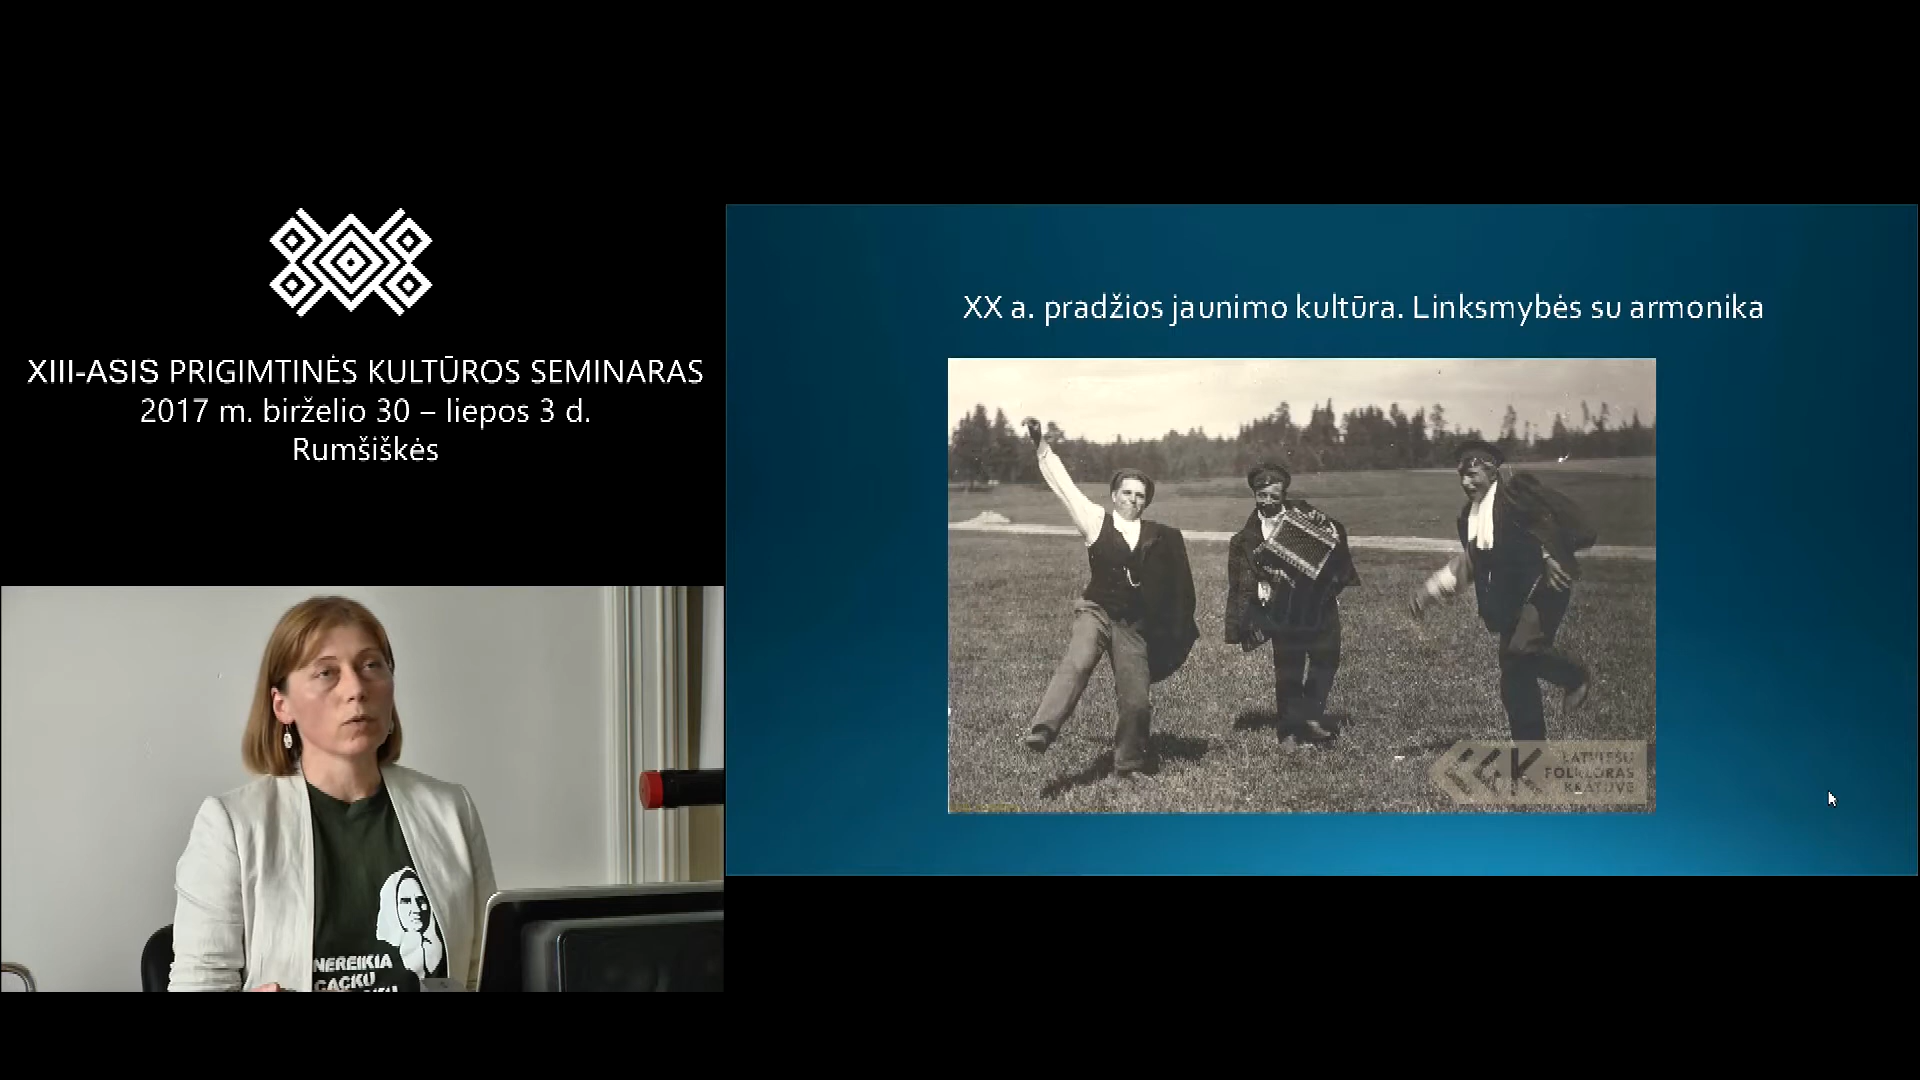 XIII-ASIS PRIGIMTINĖS KULTŪROS SEMINARAS
2017 m. birželio 30 – liepos 3 d.
Rumšiškės
XX a. pradžios jaunimo kultūra. Linksmybės su armonika
LATVIEŠU
FOLKLORAS
KRĀTUVE
NEREIKIA
GACKŲ